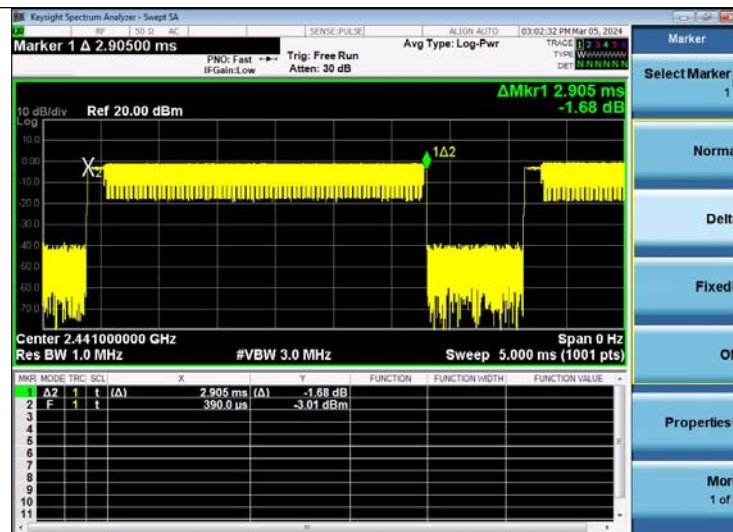 Keysight Spectrum Analyzer - Swept SA
RF 50 Ω AC SENSE:PULSE ALIGN AUTO 03:02:32 PM Mar 05, 2024
Marker 1 Δ 2.90500 ms
PNO: Fast
IFGain:Low
Trig: Free Run
Atten: 30 dB
Avg Type: Log-Pwr
TRACE 1 2 3 4 5 6
TYPE W
DET N N N N N N
ΔMkr1 2.905 ms
-1.68 dB
10 dB/div Ref 20.00 dBm
Log
10.0
0.00
-10.0
-20.0
-30.0
-40.0
-50.0
-60.0
-70.0
X2
1Δ2
Center 2.441000000 GHz Span 0 Hz
Res BW 1.0 MHz #VBW 3.0 MHz Sweep 5.000 ms (1001 pts)
MKR MODE TRC SCL X Y FUNCTION FUNCTION WIDTH FUNCTION VALUE
1 Δ2 1 t (Δ) 2.905 ms (Δ) -1.68 dB
2 F 1 t 390.0 µs -3.01 dBm
3
4
5
6
7
8
9
10
11
Marker
Select Marker
1
Norma
Delt
Fixed
Of
Properties
Mor
1 of